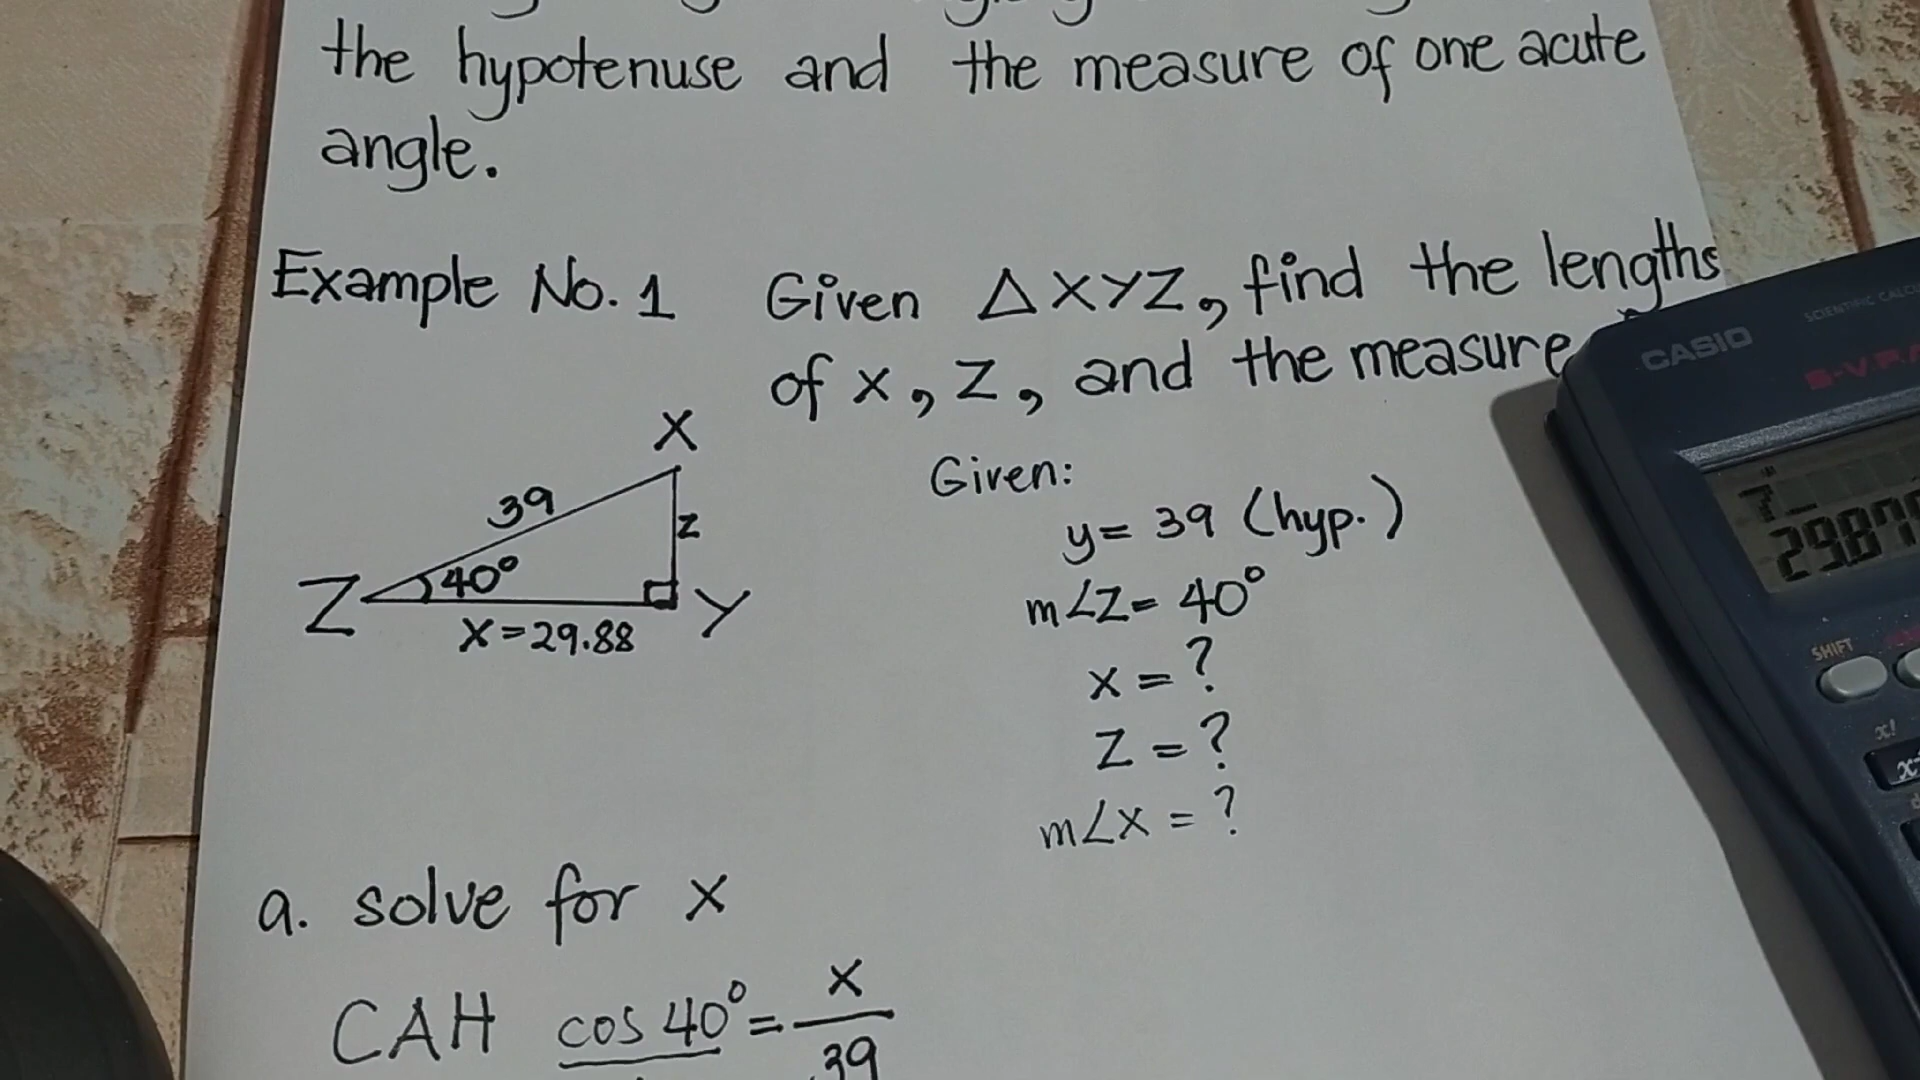 the hypotenuse and the measure of one acute
angle.
Example No. 1 Given △XYZ, find the lengths
of x, z, and the measure
X
39
z
40°
Z
Y
x=29.88
Given:
y= 39 (hyp.)
m∠Z= 40°
x = ?
z = ?
m∠X = ?
a. solve for x
CAH cos 40° = x
39
CASIO
SHIFT
x!